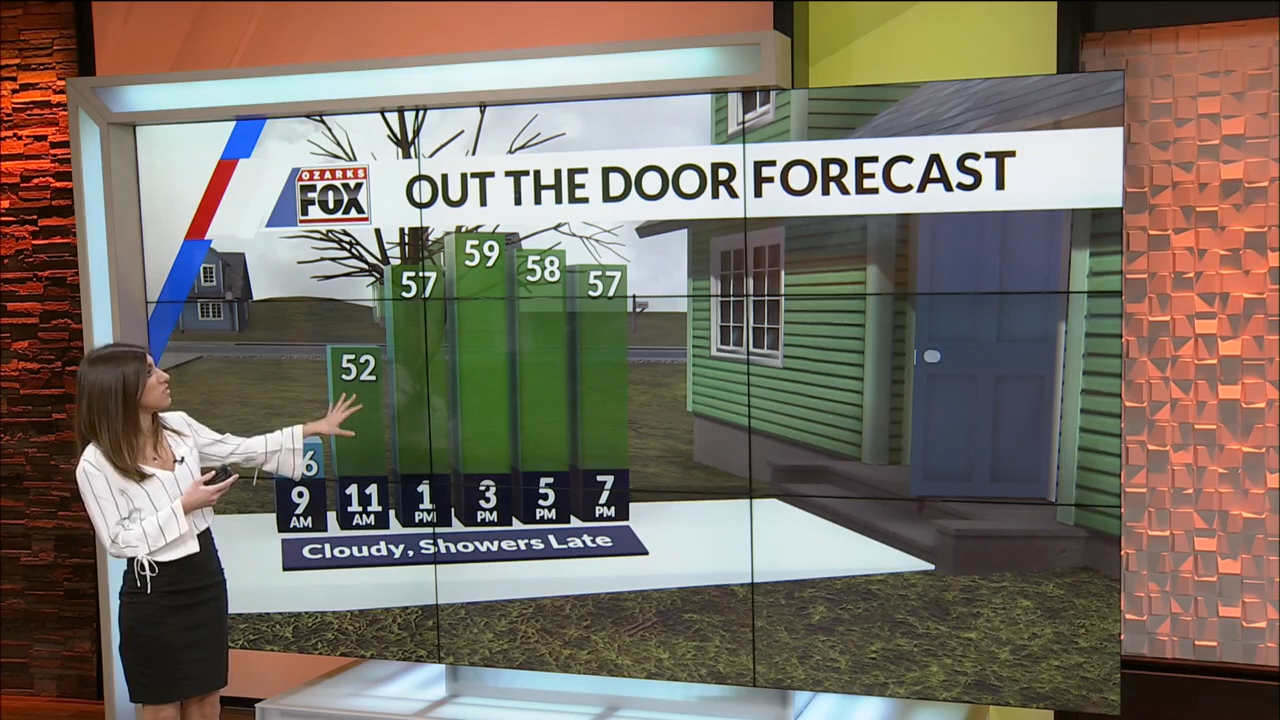 OZARKS
FOX
OUT THE DOOR FORECAST
52 57 59 58 57
9 11 1 3 5 7
AM AM PM PM PM PM
Cloudy, Showers Late